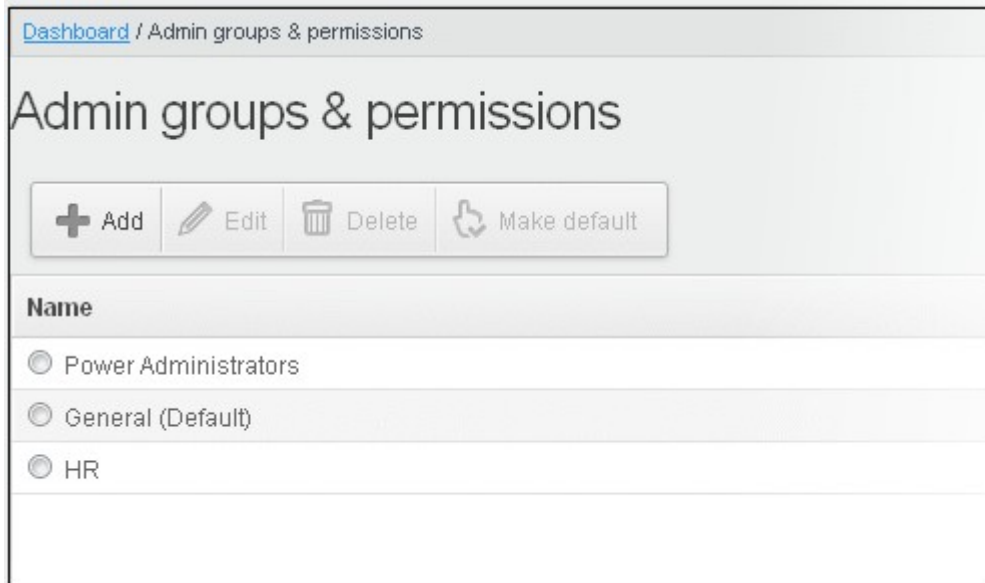 Dashboard / Admin groups & permissions
Admin groups & permissions
Add Edit Delete Make default
Name
Power Administrators
General (Default)
HR